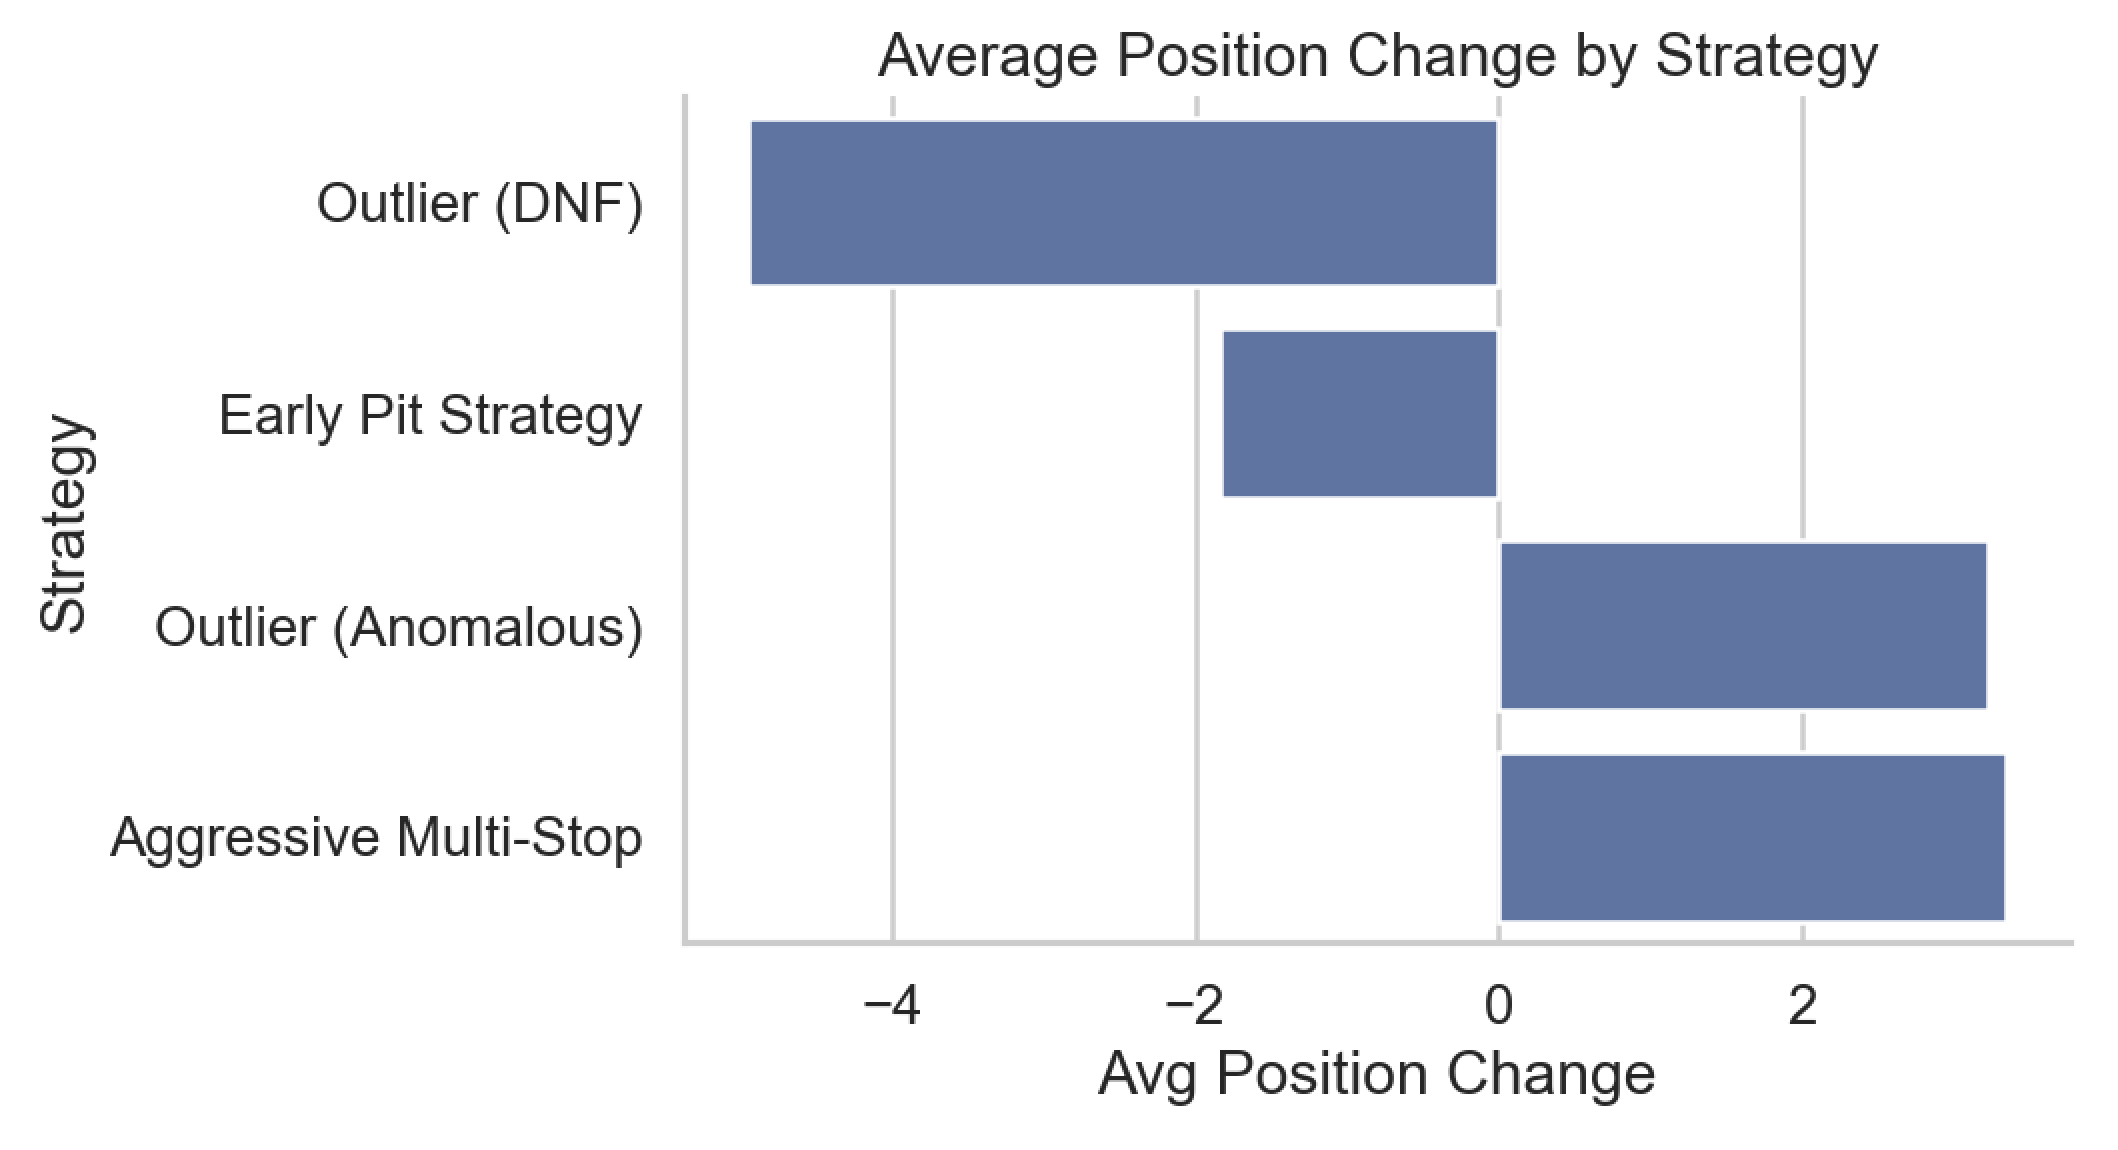 Average Position Change by Strategy
Strategy
Outlier (DNF)
Early Pit Strategy
Outlier (Anomalous)
Aggressive Multi-Stop
−4
−2
0
2
Avg Position Change